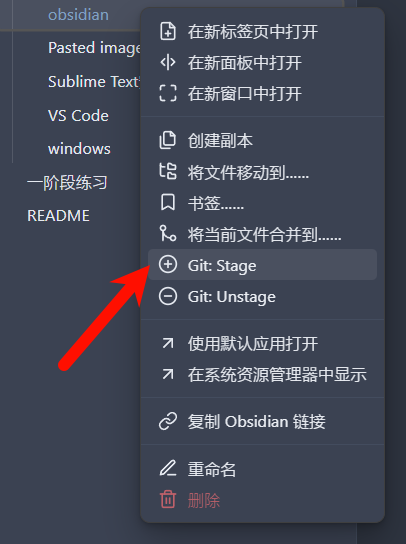 obsidian
Pasted image
Sublime Text
VS Code
windows
一阶段练习
README
在新标签页中打开
在新面板中打开
在新窗口中打开
创建副本
将文件移动到......
书签......
将当前文件合并到......
Git: Stage
Git: Unstage
使用默认应用打开
在系统资源管理器中显示
复制 Obsidian 链接
重命名
删除